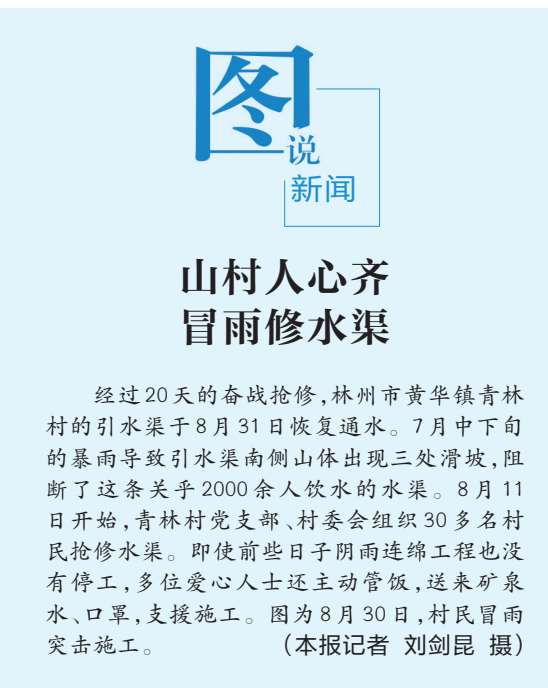 图说
新闻
山村人心齐
冒雨修水渠
经过20天的奋战抢修,林州市黄华镇青林
村的引水渠于8月31日恢复通水。7月中下旬
的暴雨导致引水渠南侧山体出现三处滑坡,阻
断了这条关乎2000余人饮水的水渠。8月11
日开始,青林村党支部、村委会组织30多名村
民抢修水渠。即使前些日子阴雨连绵工程也没
有停工,多位爱心人士还主动管饭,送来矿泉
水、口罩,支援施工。图为8月30日,村民冒雨
突击施工。 (本报记者 刘剑昆 摄)